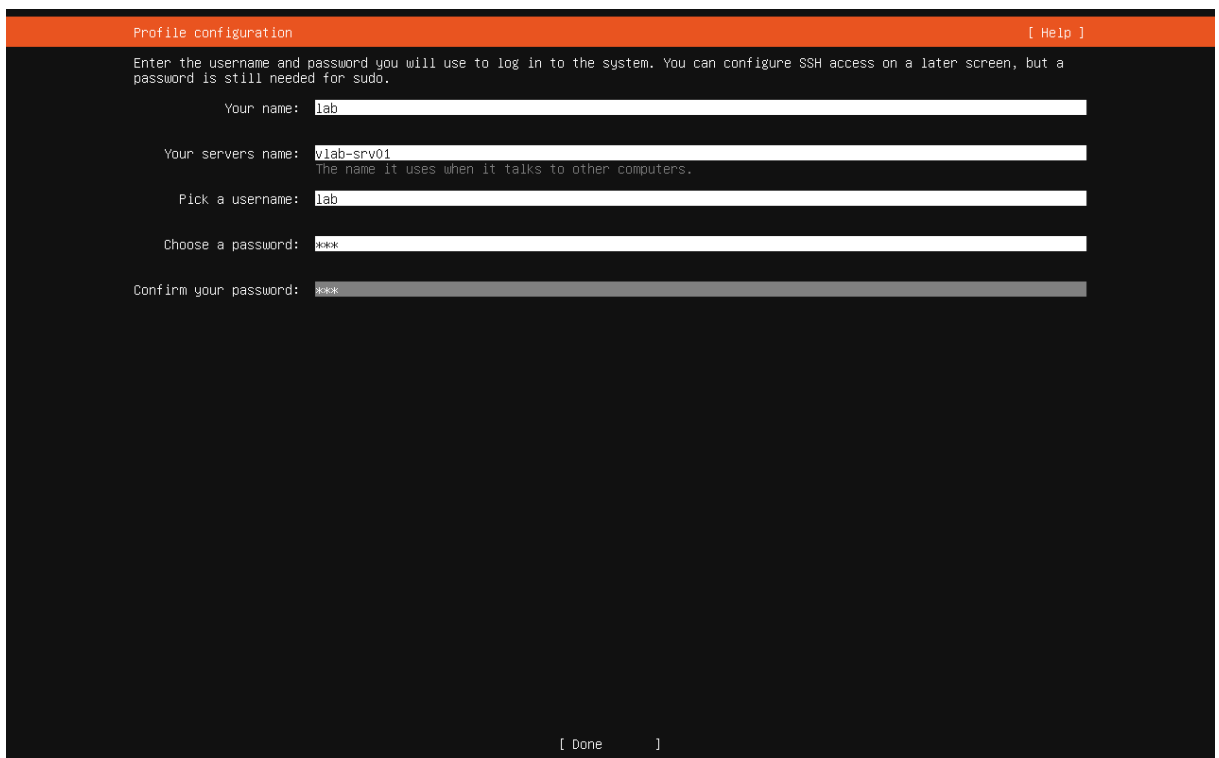 Profile configuration [ Help ]
Enter the username and password you will use to log in to the system. You can configure SSH access on a later screen, but a
password is still needed for sudo.
Your name: lab
Your servers name: vlab-srv01
The name it uses when it talks to other computers.
Pick a username: lab
Choose a password: ***
Confirm your password: ***
[ Done ]